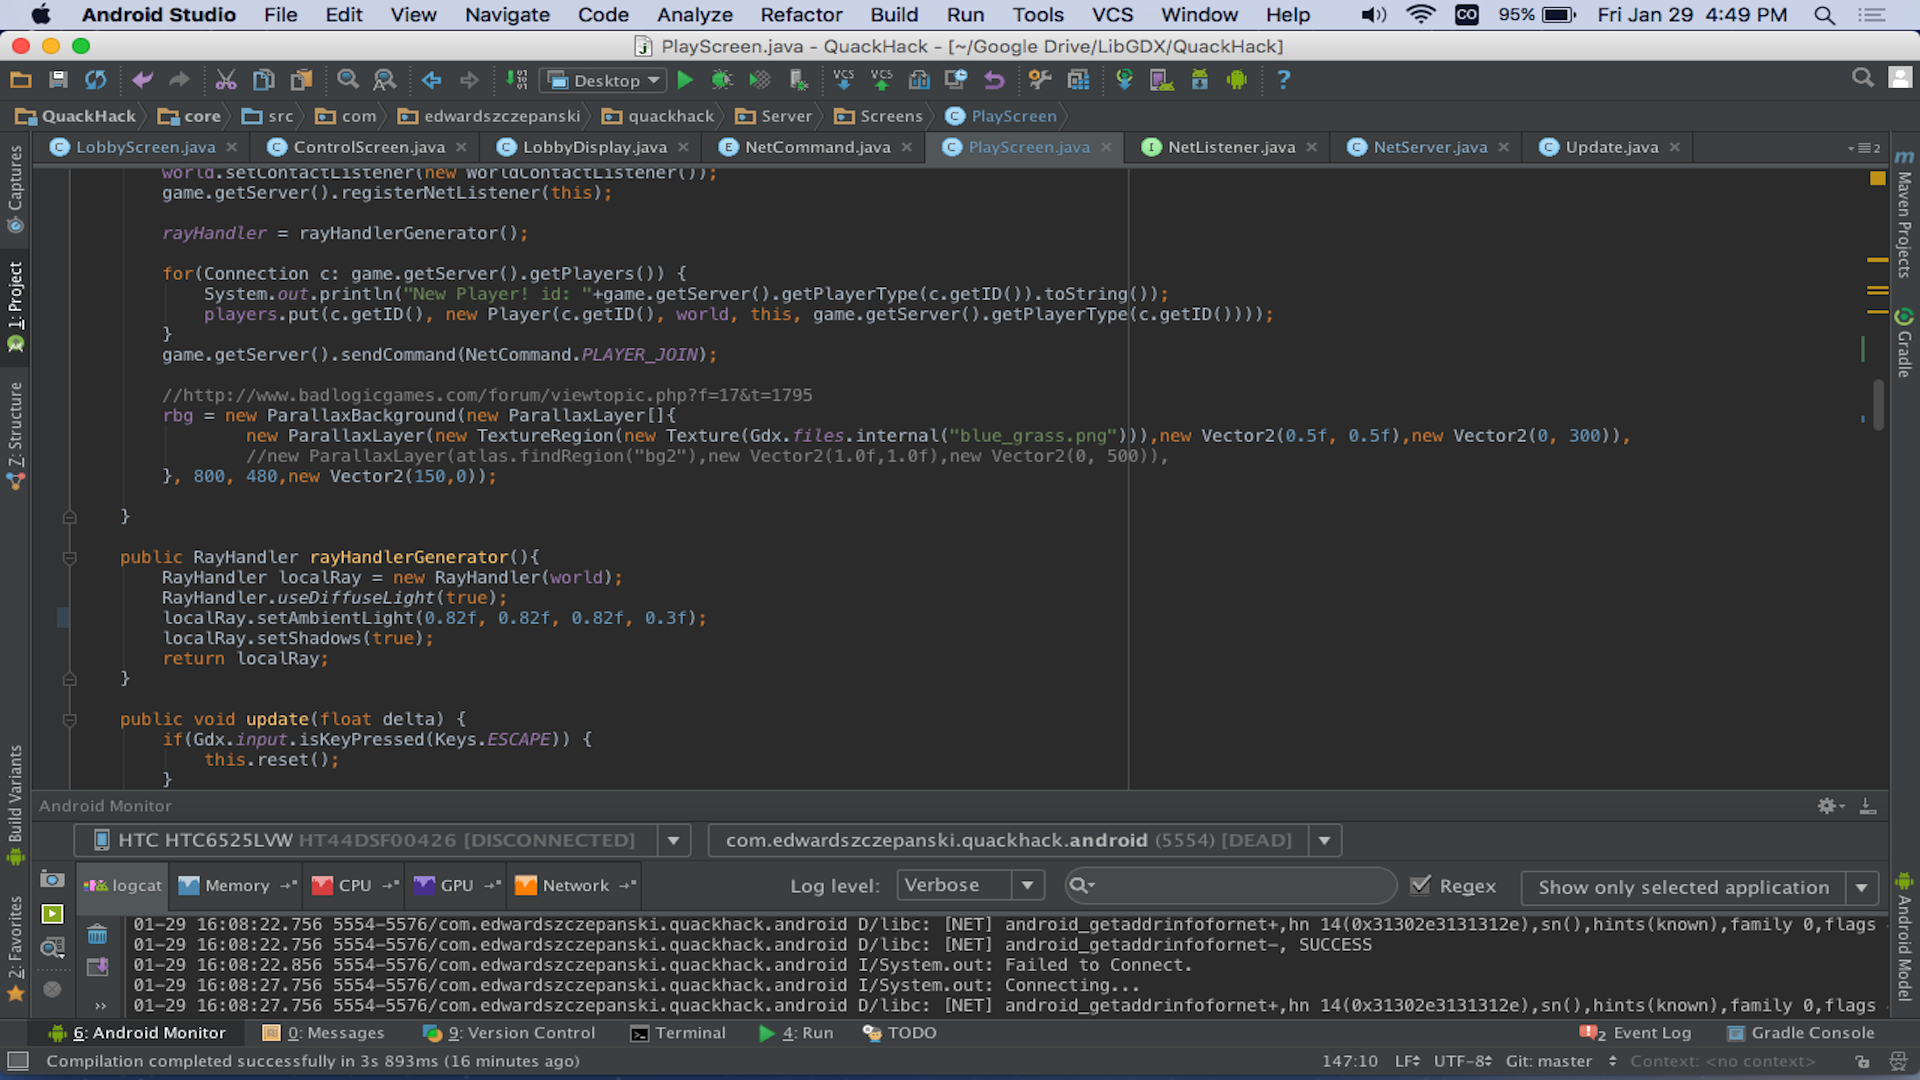 Android Studio File Edit View Navigate Code Analyze Refactor Build Run Tools VCS Window Help CO 95% Fri Jan 29 4:49 PM
PlayScreen.java - QuackHack - [~/Google Drive/LibGDX/QuackHack]
Desktop VCS VCS ?
QuackHack core src com edwardszczepanski quackhack Server Screens PlayScreen
LobbyScreen.java ControlScreen.java LobbyDisplay.java NetCommand.java PlayScreen.java NetListener.java NetServer.java Update.java
Captures
1: Project
7: Structure
Build Variants
2: Favorites
world.setContactListener(new WorldContactListener());
game.getServer().registerNetListener(this);
rayHandler = rayHandlerGenerator();
for(Connection c: game.getServer().getPlayers()) {
System.out.println("New Player! id: "+game.getServer().getPlayerType(c.getID()).toString());
players.put(c.getID(), new Player(c.getID(), world, this, game.getServer().getPlayerType(c.getID())));
}
game.getServer().sendCommand(NetCommand.PLAYER_JOIN);
//http://www.badlogicgames.com/forum/viewtopic.php?f=17&t=1795
rbg = new ParallaxBackground(new ParallaxLayer[]{
new ParallaxLayer(new TextureRegion(new Texture(Gdx.files.internal("blue_grass.png"))),new Vector2(0.5f, 0.5f),new Vector2(0, 300)),
//new ParallaxLayer(atlas.findRegion("bg2"),new Vector2(1.0f,1.0f),new Vector2(0, 500)),
}, 800, 480,new Vector2(150,0));
}
public RayHandler rayHandlerGenerator(){
RayHandler localRay = new RayHandler(world);
RayHandler.useDiffuseLight(true);
localRay.setAmbientLight(0.82f, 0.82f, 0.82f, 0.3f);
localRay.setShadows(true);
return localRay;
}
public void update(float delta) {
if(Gdx.input.isKeyPressed(Keys.ESCAPE)) {
this.reset();
}
Maven Projects
Gradle
Android Model
Android Monitor
HTC HTC6525LVW HT44DSF00426 [DISCONNECTED] com.edwardszczepanski.quackhack.android (5554) [DEAD]
logcat Memory CPU GPU Network Log level: Verbose Regex Show only selected application
01-29 16:08:22.756 5554-5576/com.edwardszczepanski.quackhack.android D/libc: [NET] android_getaddrinfofornet+,hn 14(0x31302e3131312e),sn(),hints(known),family 0,flags
01-29 16:08:22.756 5554-5576/com.edwardszczepanski.quackhack.android D/libc: [NET] android_getaddrinfofornet-, SUCCESS
01-29 16:08:22.856 5554-5576/com.edwardszczepanski.quackhack.android I/System.out: Failed to Connect.
01-29 16:08:27.756 5554-5576/com.edwardszczepanski.quackhack.android I/System.out: Connecting...
01-29 16:08:27.756 5554-5576/com.edwardszczepanski.quackhack.android D/libc: [NET] android_getaddrinfofornet+,hn 14(0x31302e3131312e),sn(),hints(known),family 0,flags
6: Android Monitor 0: Messages 9: Version Control Terminal 4: Run TODO 2 Event Log Gradle Console
Compilation completed successfully in 3s 893ms (16 minutes ago) 147:10 LF UTF-8 Git: master Context: <no context>